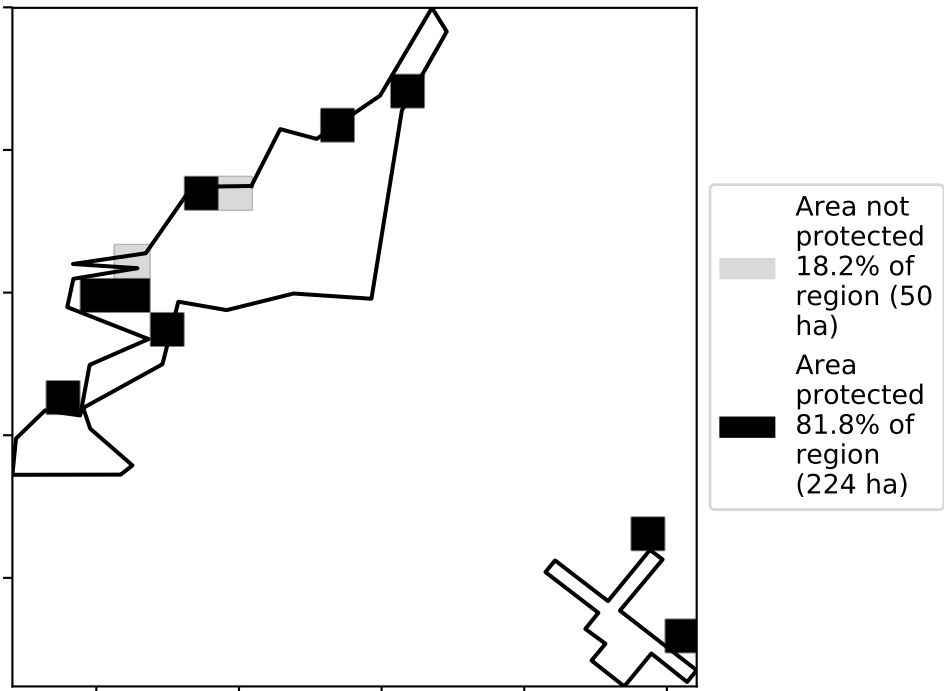 Area not
protected
18.2% of
region (50
ha)
Area
protected
81.8% of
region
(224 ha)